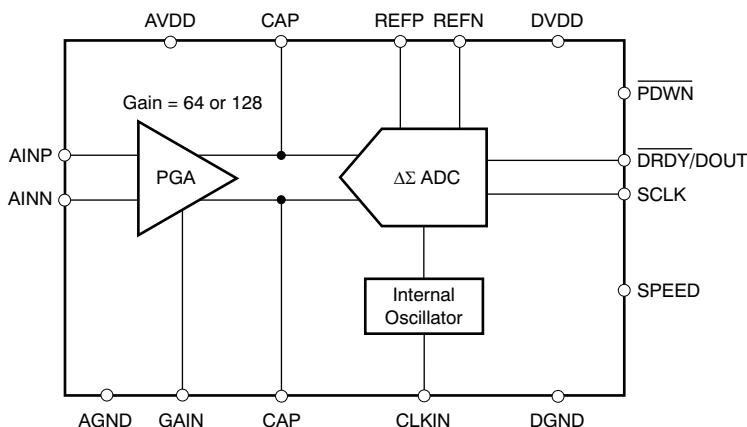 AVDD CAP REFP REFN DVDD
PDWN
Gain = 64 or 128
AINP
PGA
ΔΣ ADC
DRDY/DOUT
AINN
SCLK
Internal
Oscillator
SPEED
AGND GAIN CAP CLKIN DGND